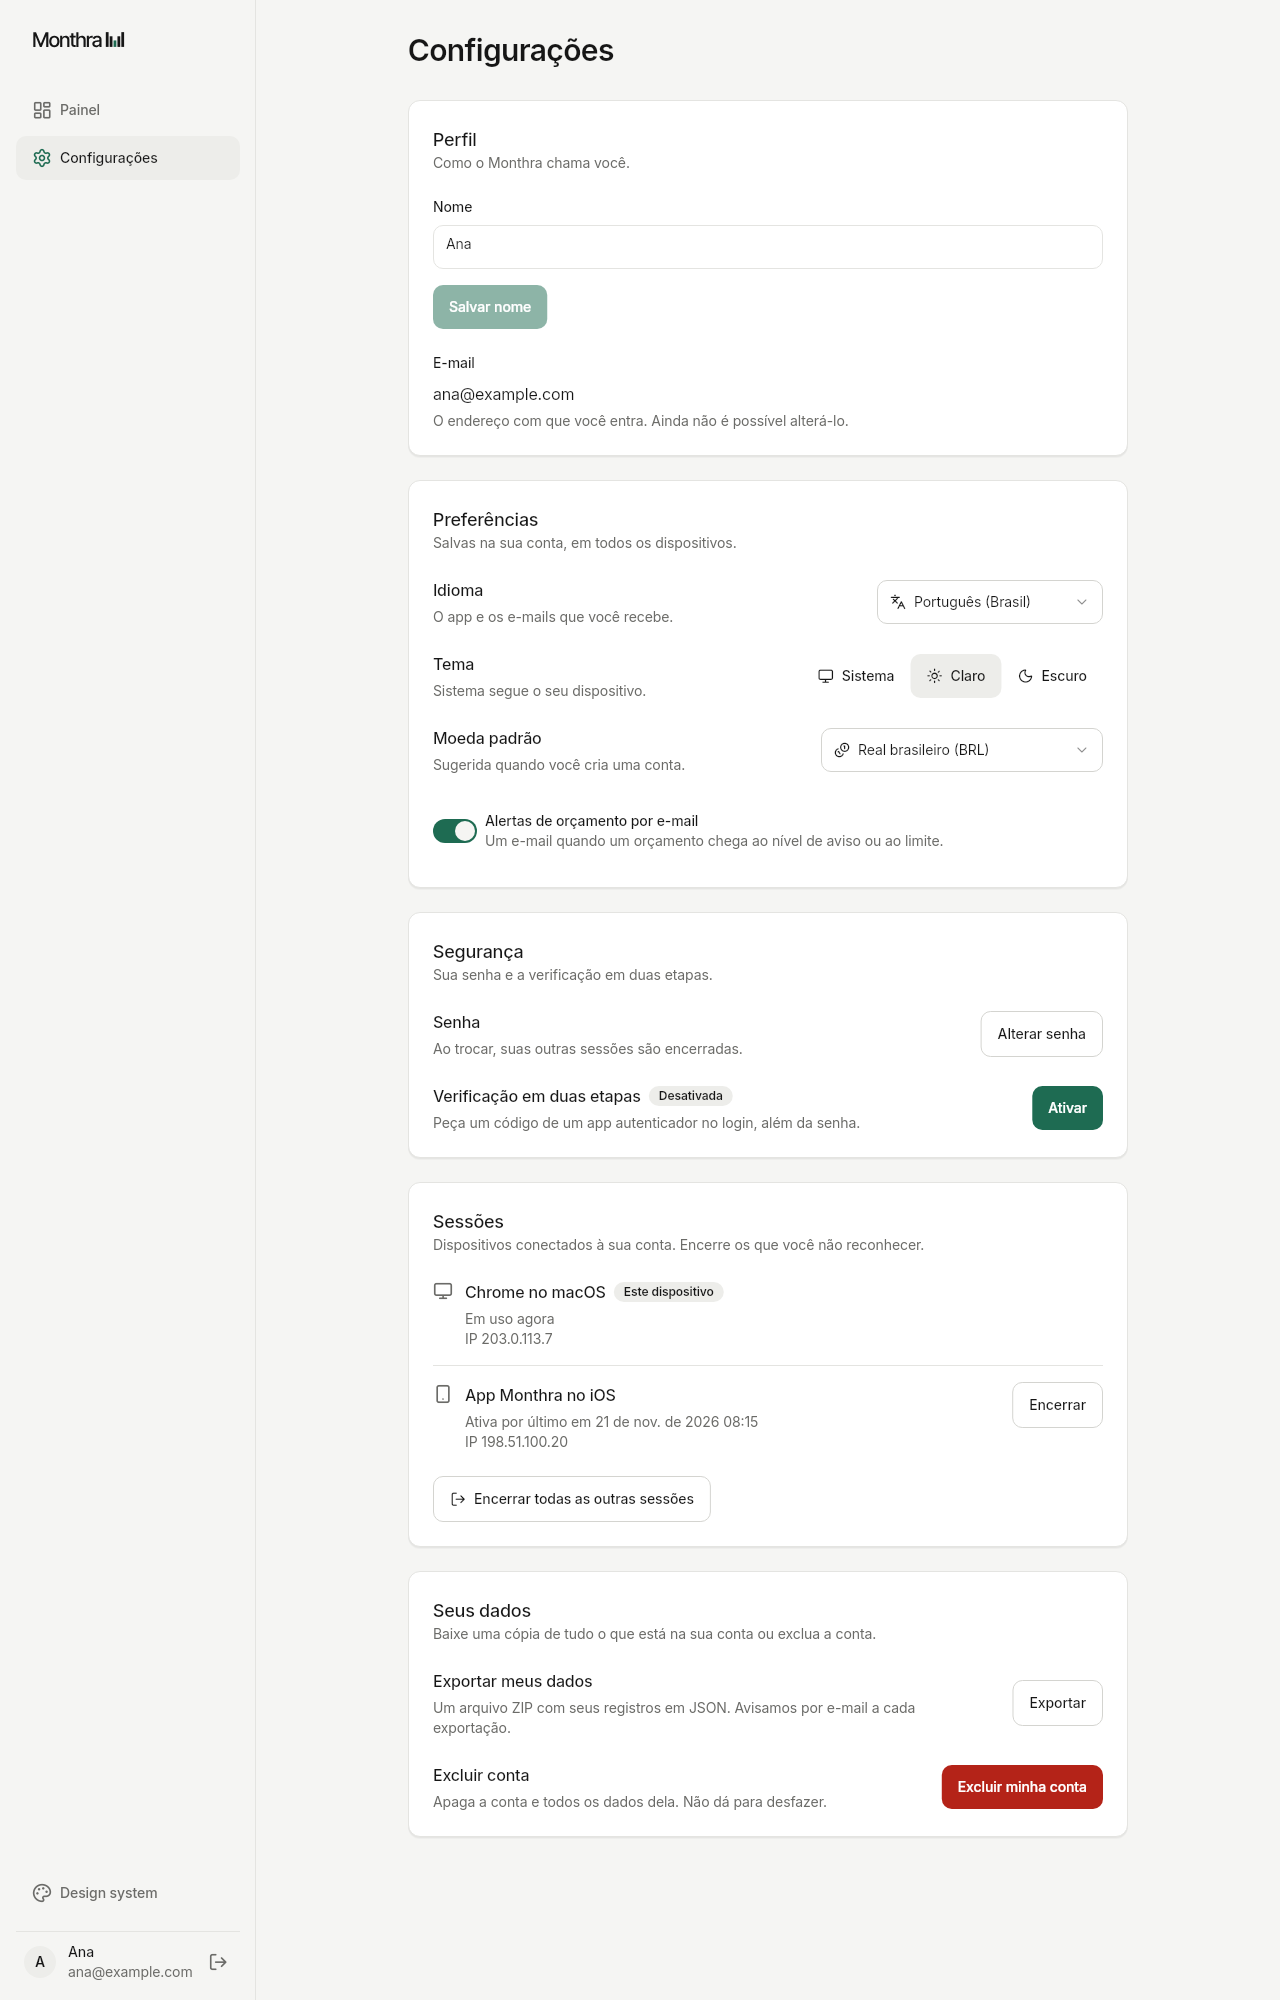 Monthra
Painel
Configurações
Design system
A
Ana
ana@example.com
Configurações
Perfil
Como o Monthra chama você.
Nome
Ana
Salvar nome
E-mail
ana@example.com
O endereço com que você entra. Ainda não é possível alterá-lo.
Preferências
Salvas na sua conta, em todos os dispositivos.
Idioma
O app e os e-mails que você recebe.
Português (Brasil)
Tema
Sistema segue o seu dispositivo.
Sistema
Claro
Escuro
Moeda padrão
Sugerida quando você cria uma conta.
Real brasileiro (BRL)
Alertas de orçamento por e-mail
Um e-mail quando um orçamento chega ao nível de aviso ou ao limite.
Segurança
Sua senha e a verificação em duas etapas.
Senha
Ao trocar, suas outras sessões são encerradas.
Alterar senha
Verificação em duas etapas Desativada
Peça um código de um app autenticador no login, além da senha.
Ativar
Sessões
Dispositivos conectados à sua conta. Encerre os que você não reconhecer.
Chrome no macOS Este dispositivo
Em uso agora
IP 203.0.113.7
App Monthra no iOS
Ativa por último em 21 de nov. de 2026 08:15
IP 198.51.100.20
Encerrar
Encerrar todas as outras sessões
Seus dados
Baixe uma cópia de tudo o que está na sua conta ou exclua a conta.
Exportar meus dados
Um arquivo ZIP com seus registros em JSON. Avisamos por e-mail a cada
exportação.
Exportar
Excluir conta
Apaga a conta e todos os dados dela. Não dá para desfazer.
Excluir minha conta